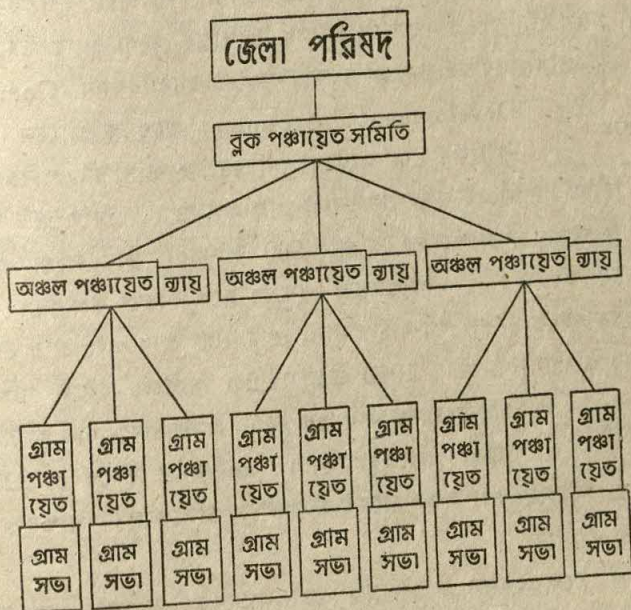 জেলা পরিষদ
ব্লক পঞ্চায়েত সমিতি
অঞ্চল পঞ্চায়েত ন্যায় অঞ্চল পঞ্চায়েত ন্যায় অঞ্চল পঞ্চায়েত ন্যায়
গ্রাম গ্রাম গ্রাম গ্রাম গ্রাম গ্রাম গ্রাম গ্রাম গ্রাম
পঞ্চা পঞ্চা পঞ্চা পঞ্চা পঞ্চা পঞ্চা পঞ্চা পঞ্চা পঞ্চা
য়েত য়েত য়েত য়েত য়েত য়েত য়েত য়েত য়েত
গ্রাম গ্রাম গ্রাম গ্রাম গ্রাম গ্রাম গ্রাম গ্রাম গ্রাম
সভা সভা সভা সভা সভা সভা সভা সভা সভা